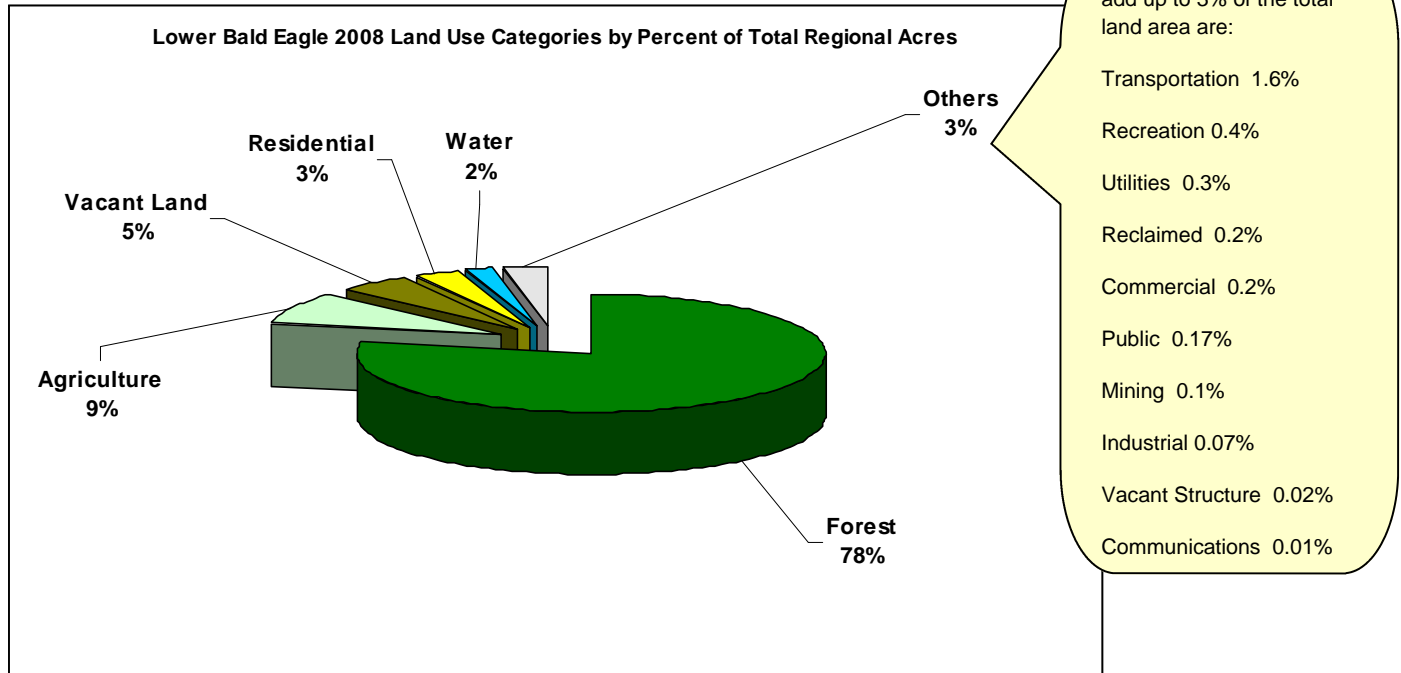 Lower Bald Eagle 2008 Land Use Categories by Percent of Total Regional Acres
Others
3%
Water
2%
Residential
3%
Vacant Land
5%
Agriculture
9%
Forest
78%
add up to 3% of the total
land area are:
Transportation 1.6%
Recreation 0.4%
Utilities 0.3%
Reclaimed 0.2%
Commercial 0.2%
Public 0.17%
Mining 0.1%
Industrial 0.07%
Vacant Structure 0.02%
Communications 0.01%